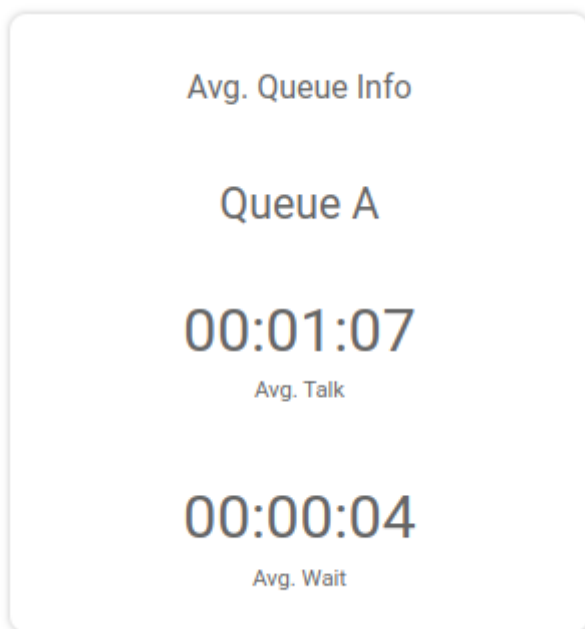 Avg. Queue Info
Queue A
00:01:07
Avg. Talk
00:00:04
Avg. Wait